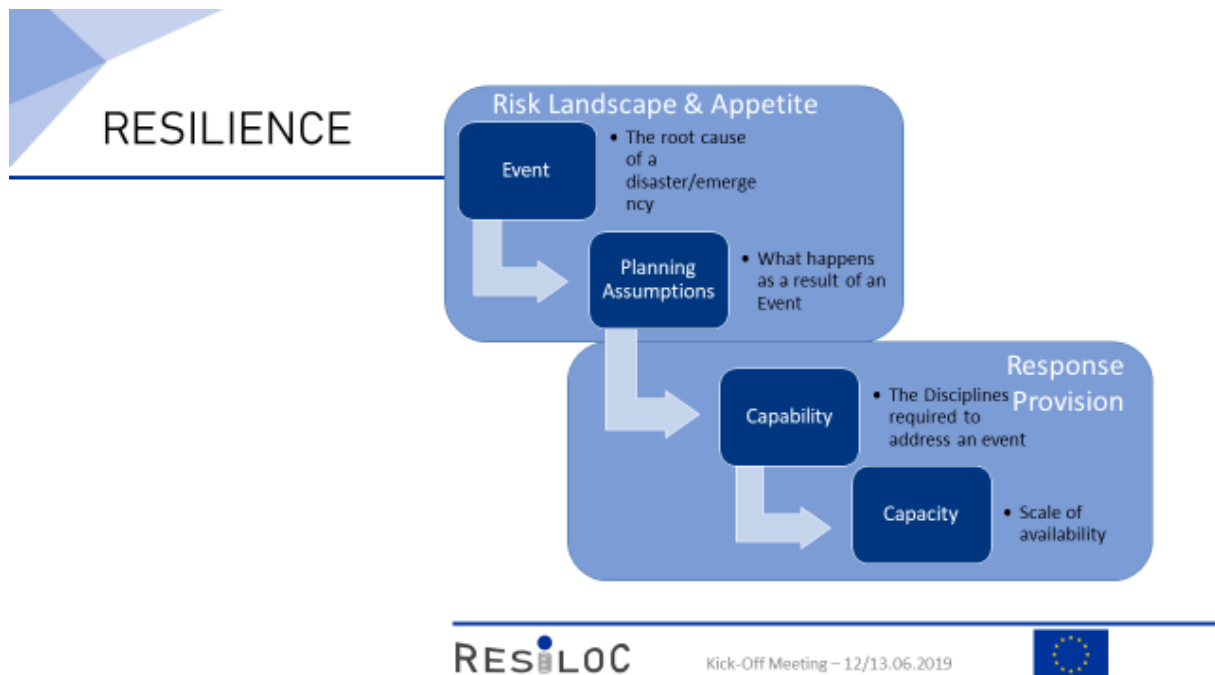 RESILIENCE
Risk Landscape & Appetite
Event
• The root cause
of a
disaster/emerge
ncy
Planning
Assumptions
• What happens
as a result of an
Event
Response
Provision
Capability
• The Disciplines
required to
address an event
Capacity
• Scale of
availability
RESiLOC
Kick-Off Meeting – 12/13.06.2019